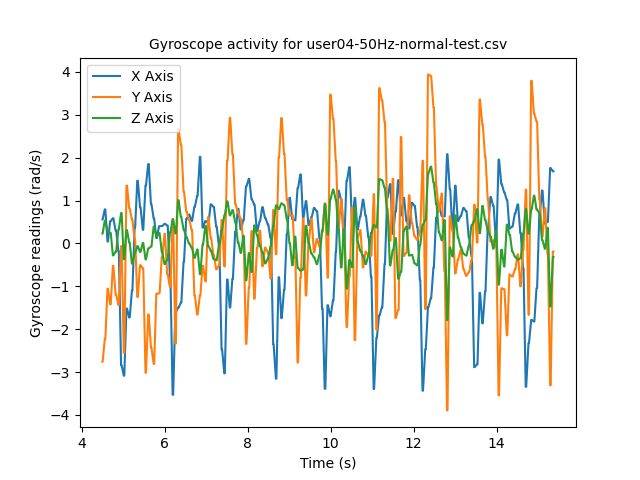 Gyroscope activity for user04-50Hz-normal-test.csv
X Axis
Y Axis
Z Axis
Gyroscope readings (rad/s)
4
3
2
1
0
−1
−2
−3
−4
4
6
8
10
12
14
Time (s)